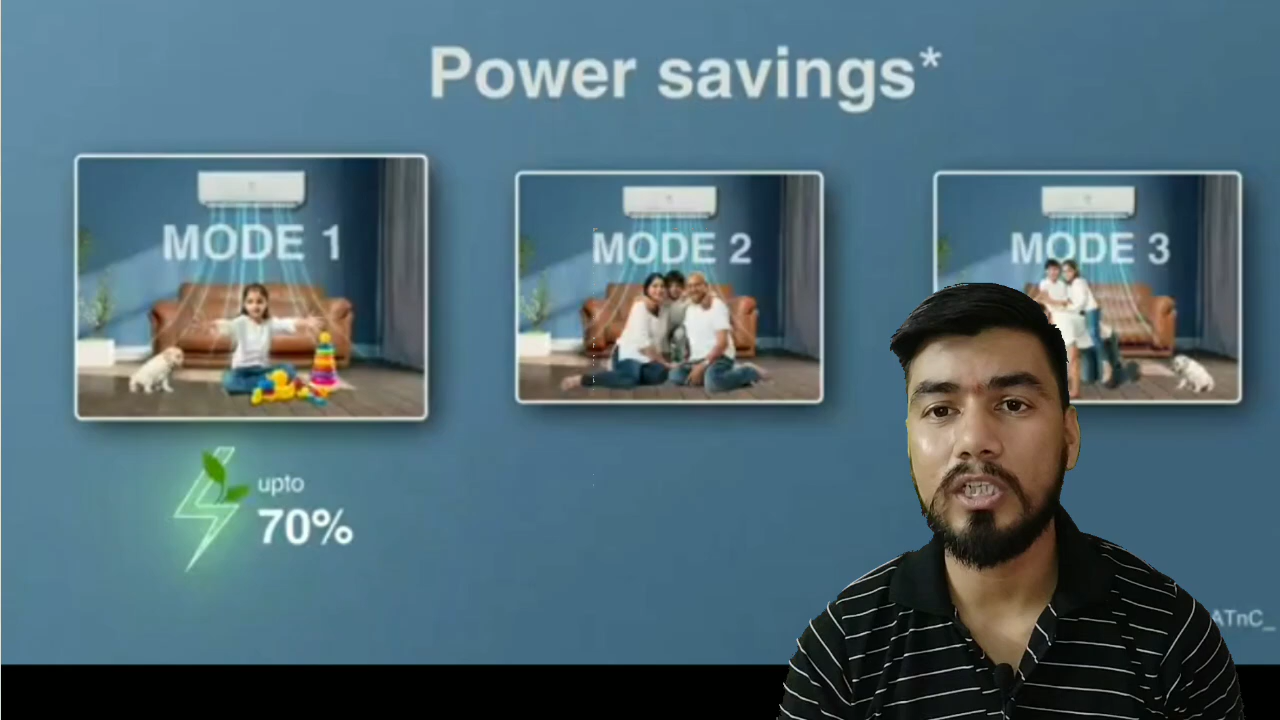 Power savings*
MODE 1
MODE 2
MODE 3
upto
70%
ATnC_